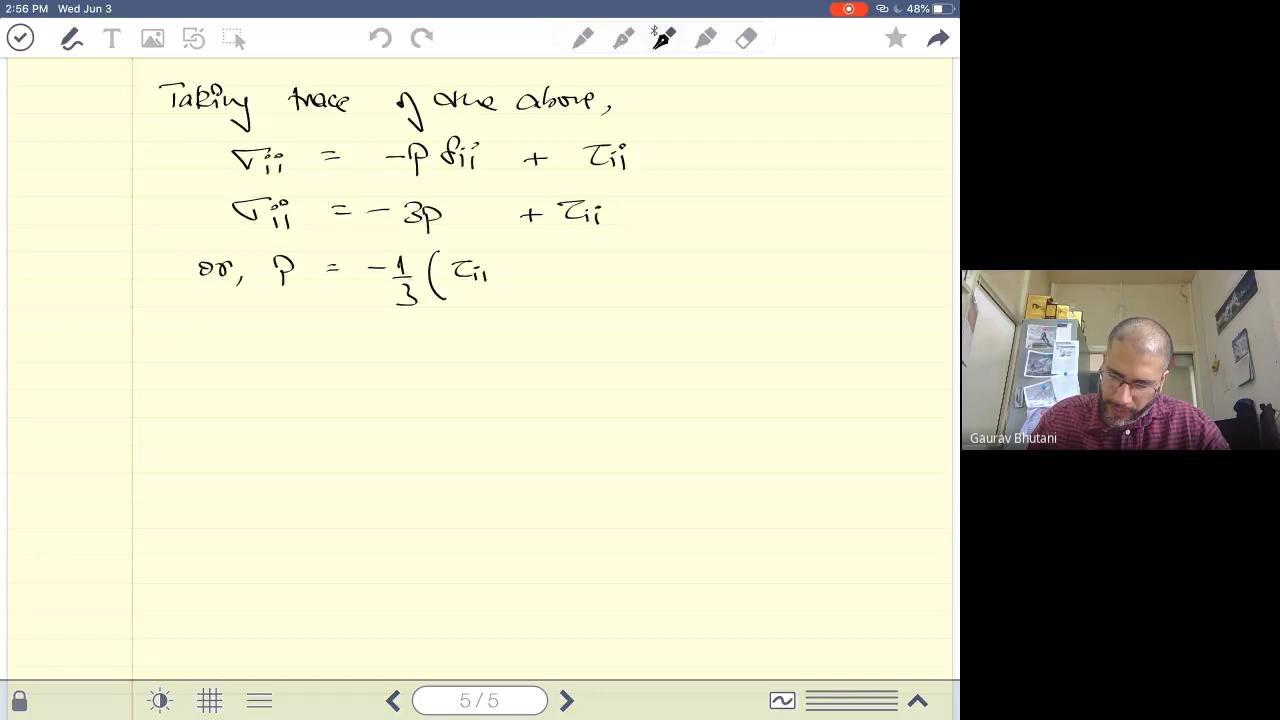 2:56 PM Wed Jun 3
48%
T
Taking trace of the above,
σii = -p δii + τii
σii = - 3p + τii
or, p = -1/3 ( τii
5 / 5
Gaurav Bhutani